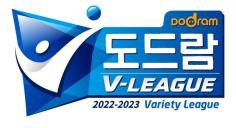 Dodram
도드람
V-LEAGUE
2022-2023 Variety League